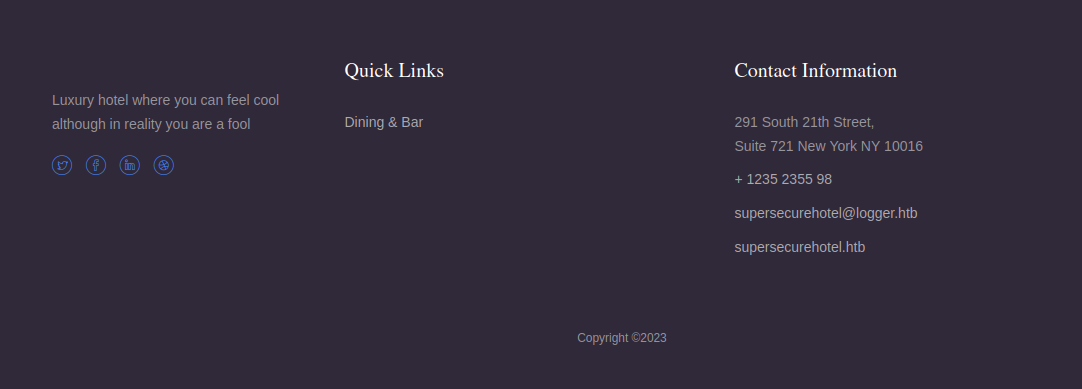 Luxury hotel where you can feel cool
although in reality you are a fool
Quick Links
Dining & Bar
Contact Information
291 South 21th Street,
Suite 721 New York NY 10016
+ 1235 2355 98
supersecurehotel@logger.htb
supersecurehotel.htb
Copyright ©2023